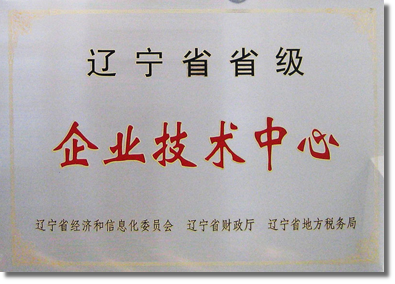 辽宁省省级
企业技术中心
辽宁省经济和信息化委员会 辽宁省财政厅 辽宁省地方税务局